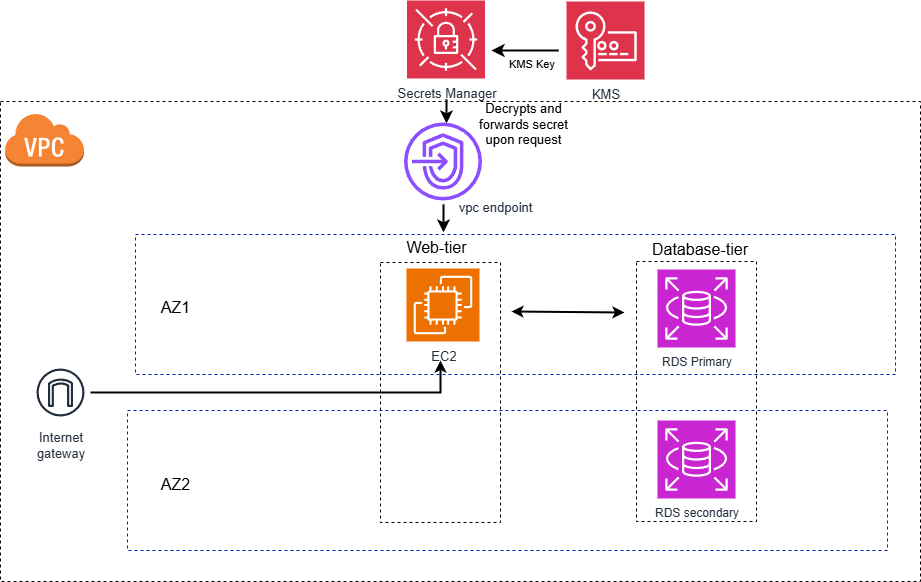 KMS Key
Secrets Manager
KMS
Decrypts and
forwards secret
upon request
VPC
vpc endpoint
Web-tier
Database-tier
AZ1
EC2
RDS Primary
Internet
gateway
AZ2
RDS secondary